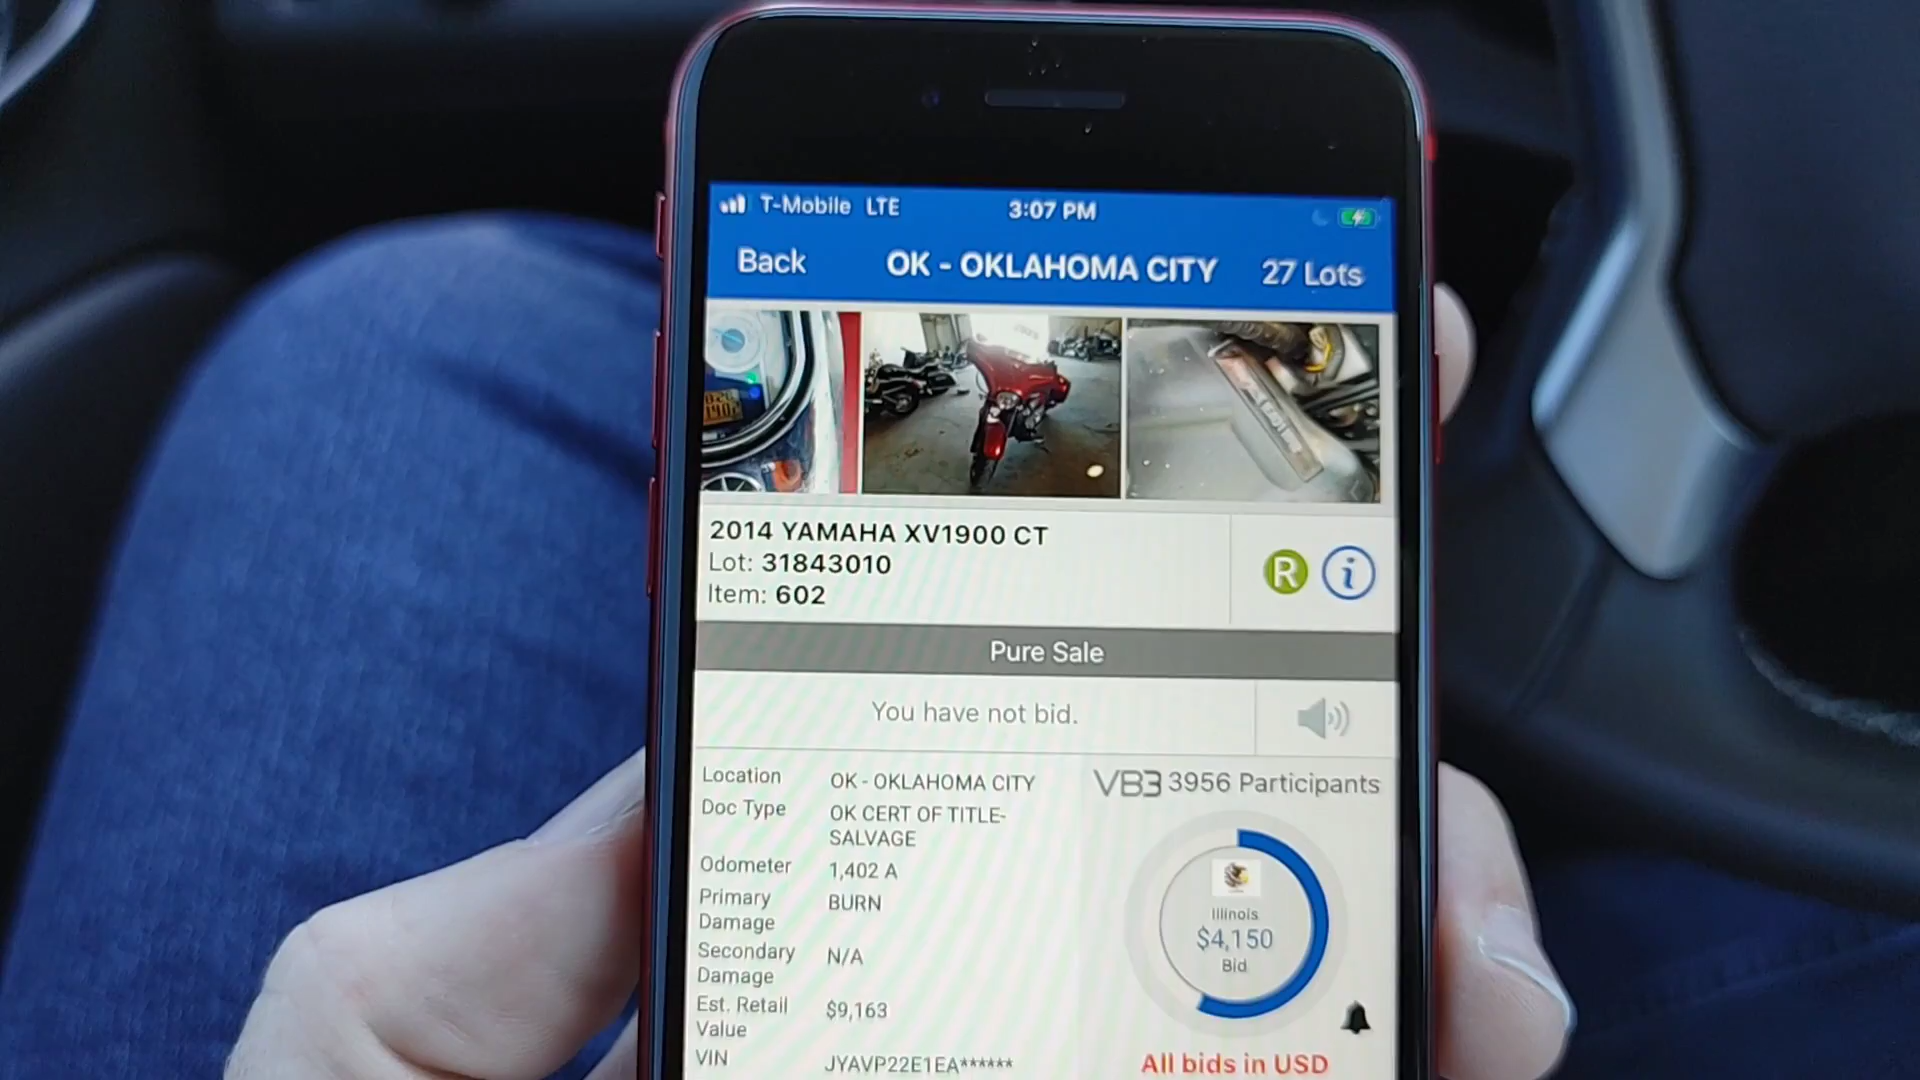 T-Mobile LTE 3:07 PM
Back OK - OKLAHOMA CITY 27 Lots
2014 YAMAHA XV1900 CT
Lot: 31843010
Item: 602
R i
Pure Sale
You have not bid.
Location OK - OKLAHOMA CITY
Doc Type OK CERT OF TITLE-
SALVAGE
Odometer 1,402 A
Primary
Damage BURN
Secondary
Damage N/A
Est. Retail
Value $9,163
VIN JYAVP22E1EA******
VB3 3956 Participants
Illinois
$4,150
Bid
All bids in USD